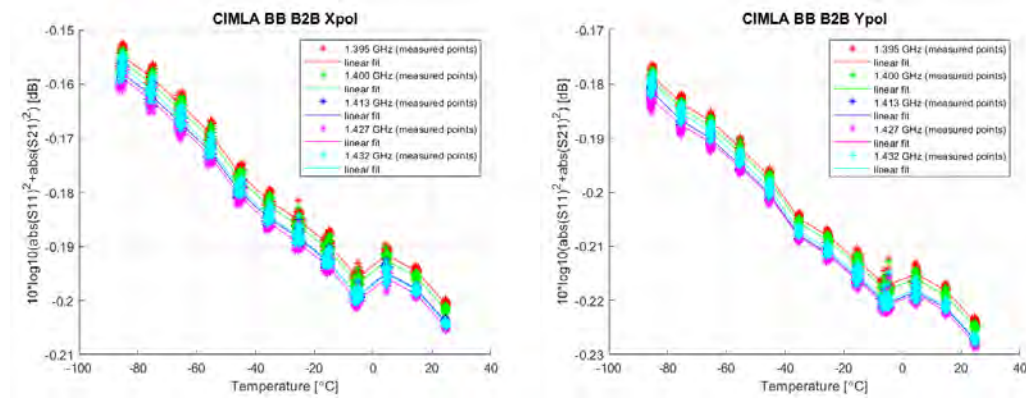 CIMLA BB B2B Xpol
-0.15
-0.16
-0.17
-0.18
-0.19
-0.2
-0.21
10*log10(abs(S11)^2+abs(S21)^2) [dB]
1.395 GHz (measured points)
linear fit
1.400 GHz (measured points)
linear fit
1.413 GHz (measured points)
linear fit
1.427 GHz (measured points)
linear fit
1.432 GHz (measured points)
linear fit
-100 -80 -60 -40 -20 0 20 40
Temperature [°C]
CIMLA BB B2B Ypol
-0.17
-0.18
-0.19
-0.2
-0.21
-0.22
-0.23
10*log10(abs(S11)^2+abs(S21)^2) [dB]
1.395 GHz (measured points)
linear fit
1.400 GHz (measured points)
linear fit
1.413 GHz (measured points)
linear fit
1.427 GHz (measured points)
linear fit
1.432 GHz (measured points)
linear fit
-100 -80 -60 -40 -20 0 20 40
Temperature [°C]